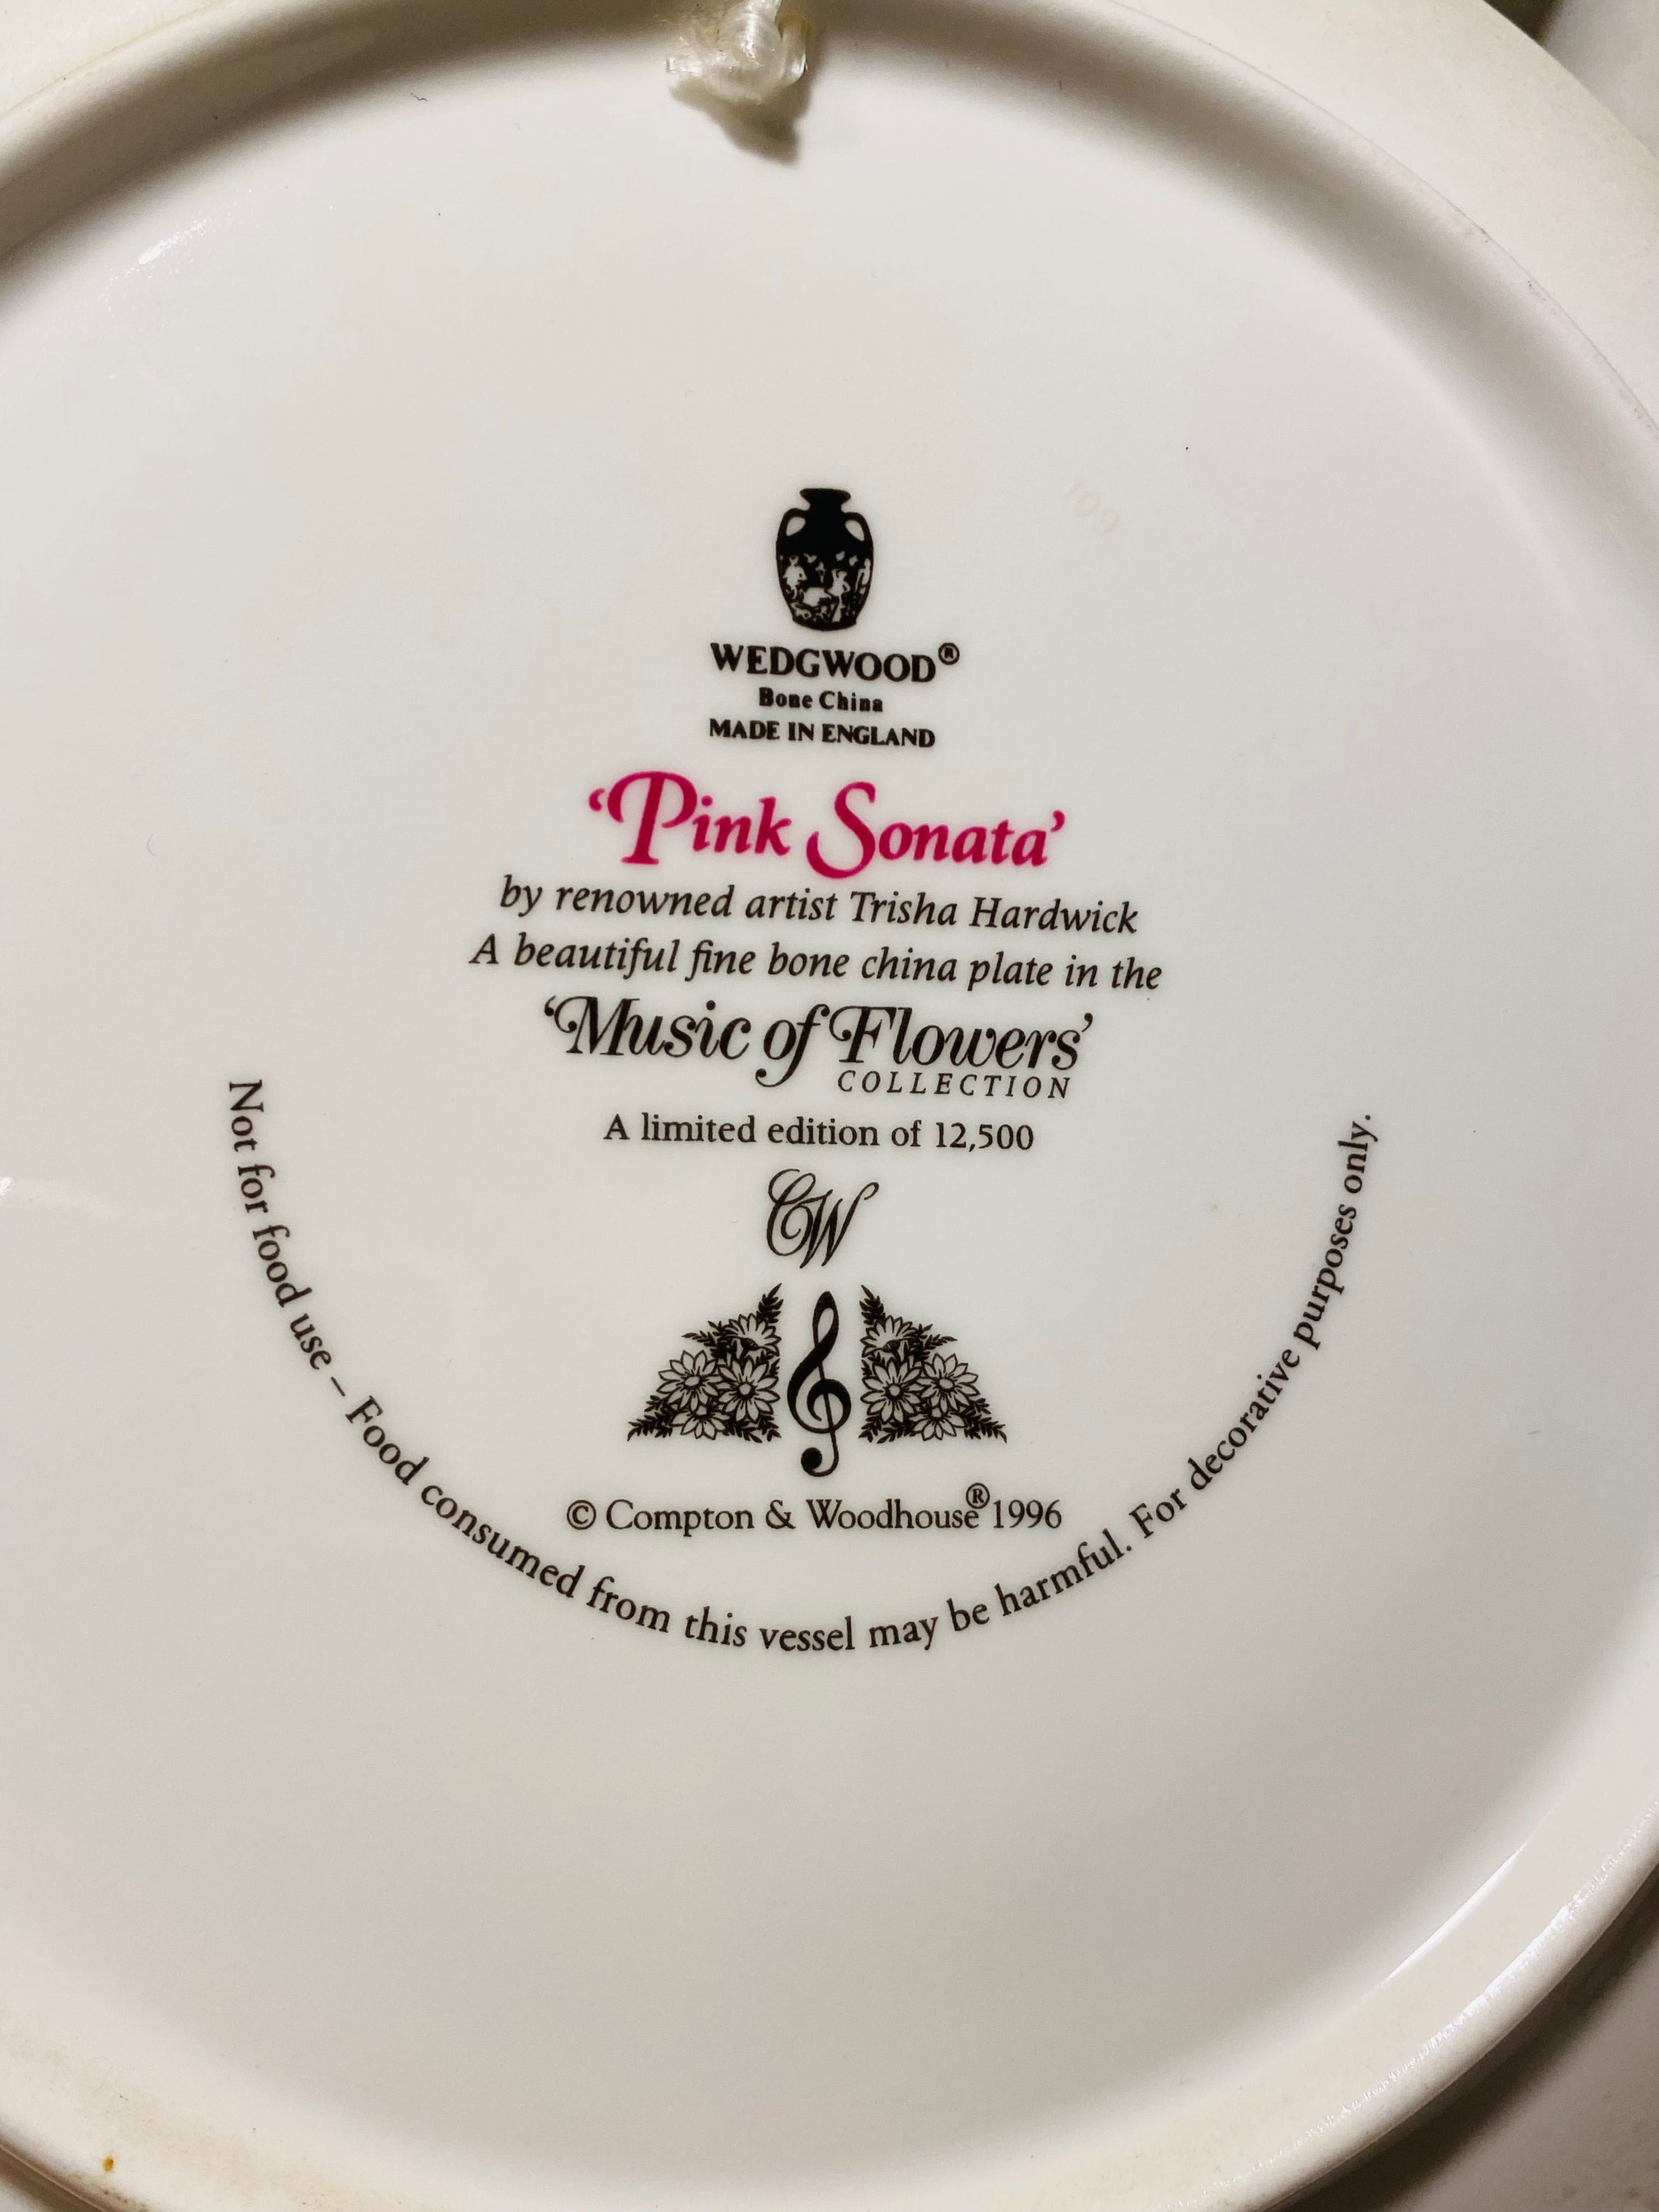 WEDGWOOD®
Bone China
MADE IN ENGLAND
‘Pink Sonata’
by renowned artist Trisha Hardwick
A beautiful fine bone china plate in the
‘Music of Flowers’
COLLECTION
A limited edition of 12,500
CW
© Compton & Woodhouse® 1996
Not for food use – Food consumed from this vessel may be harmful. For decorative purposes only.